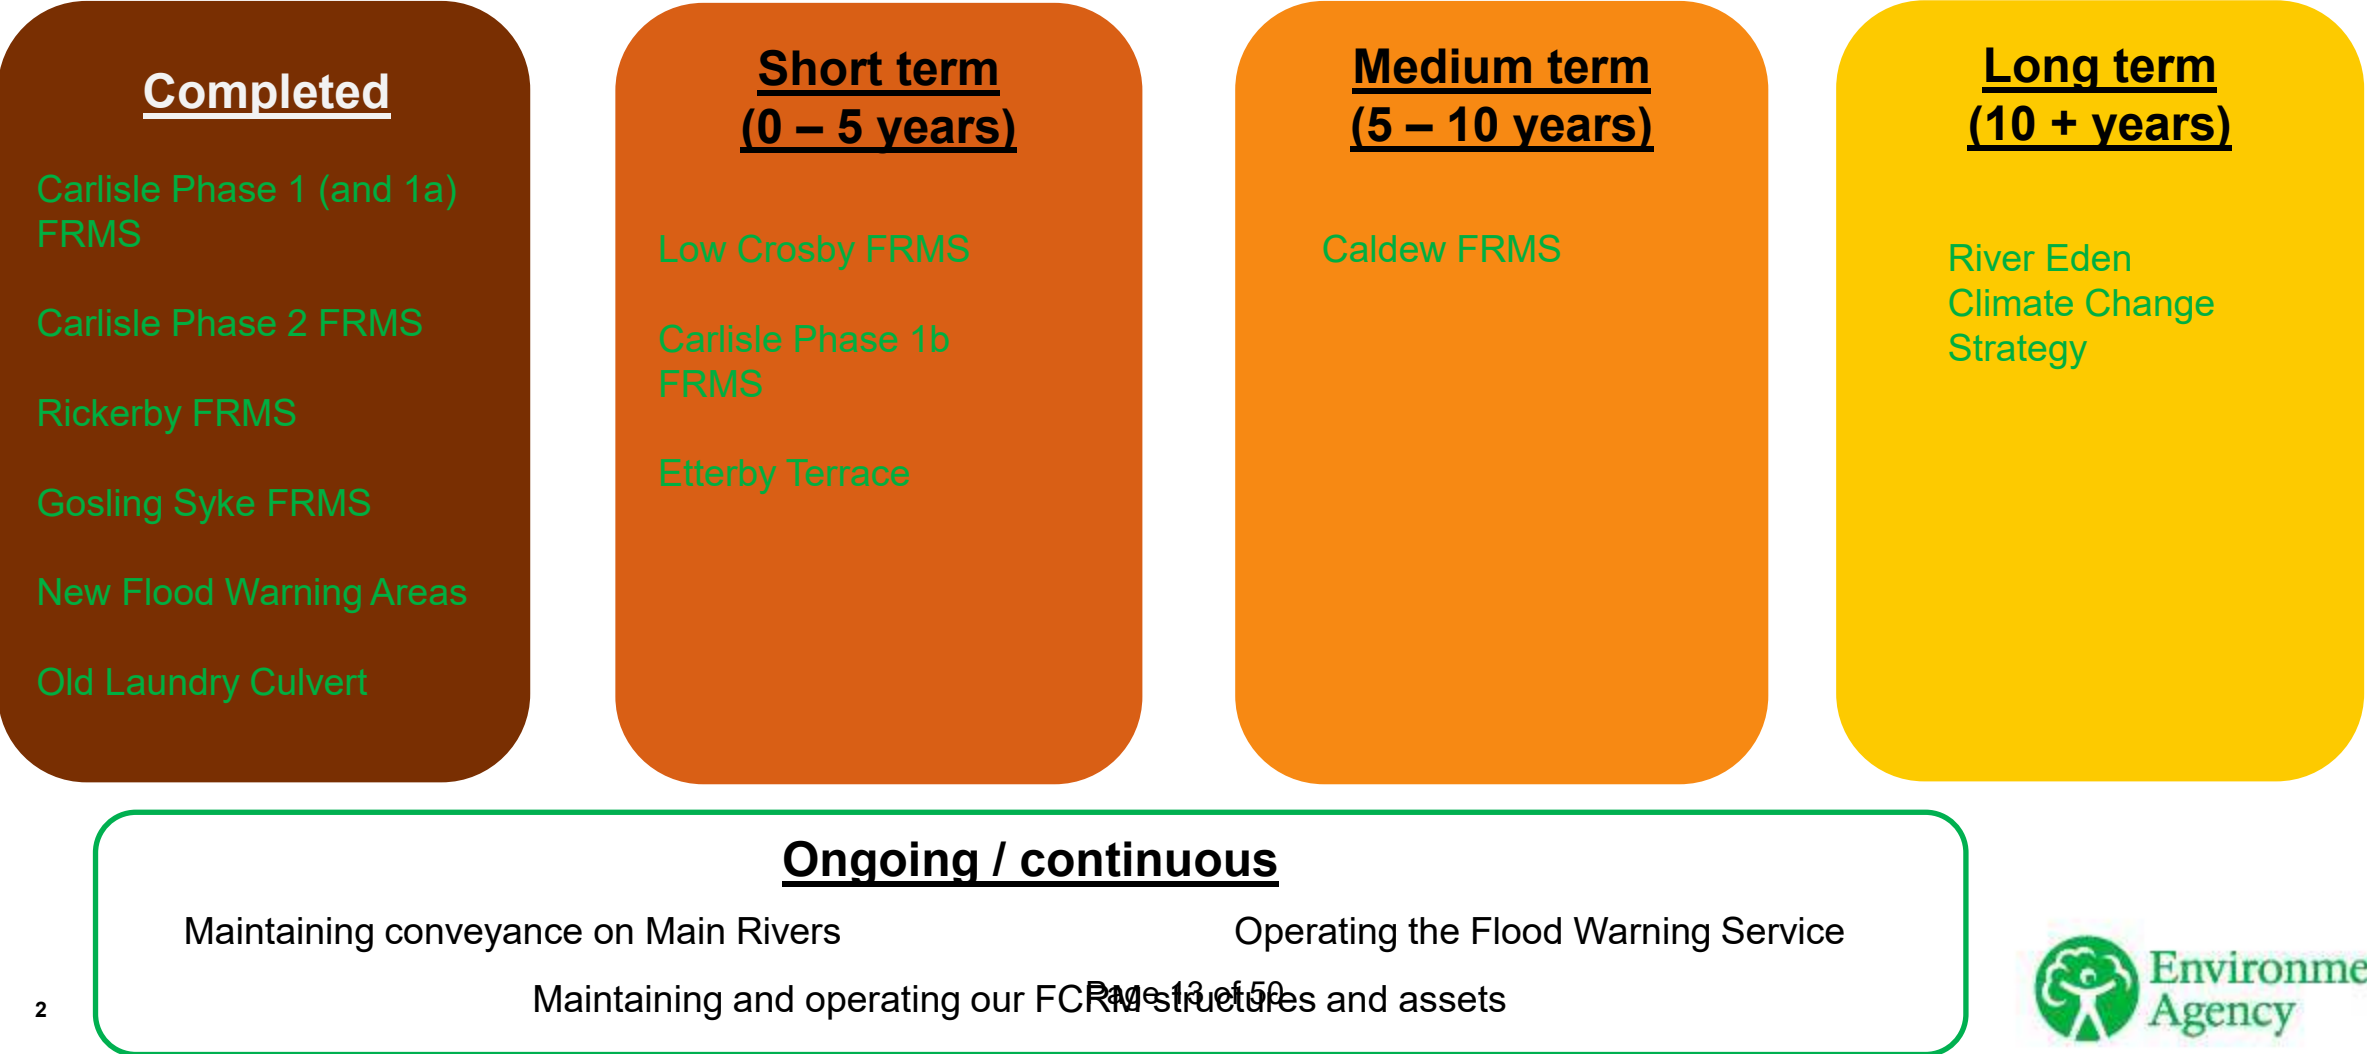 Completed
Carlisle Phase 1 (and 1a)
FRMS
Carlisle Phase 2 FRMS
Rickerby FRMS
Gosling Syke FRMS
New Flood Warning Areas
Old Laundry Culvert
Short term
(0 – 5 years)
Low Crosby FRMS
Carlisle Phase 1b
FRMS
Etterby Terrace
Medium term
(5 – 10 years)
Caldew FRMS
Long term
(10 + years)
River Eden
Climate Change
Strategy
Ongoing / continuous
Maintaining conveyance on Main Rivers
Operating the Flood Warning Service
Maintaining and operating our FCRM structures and assets
Page 13 of 50
2
Environme
Agency